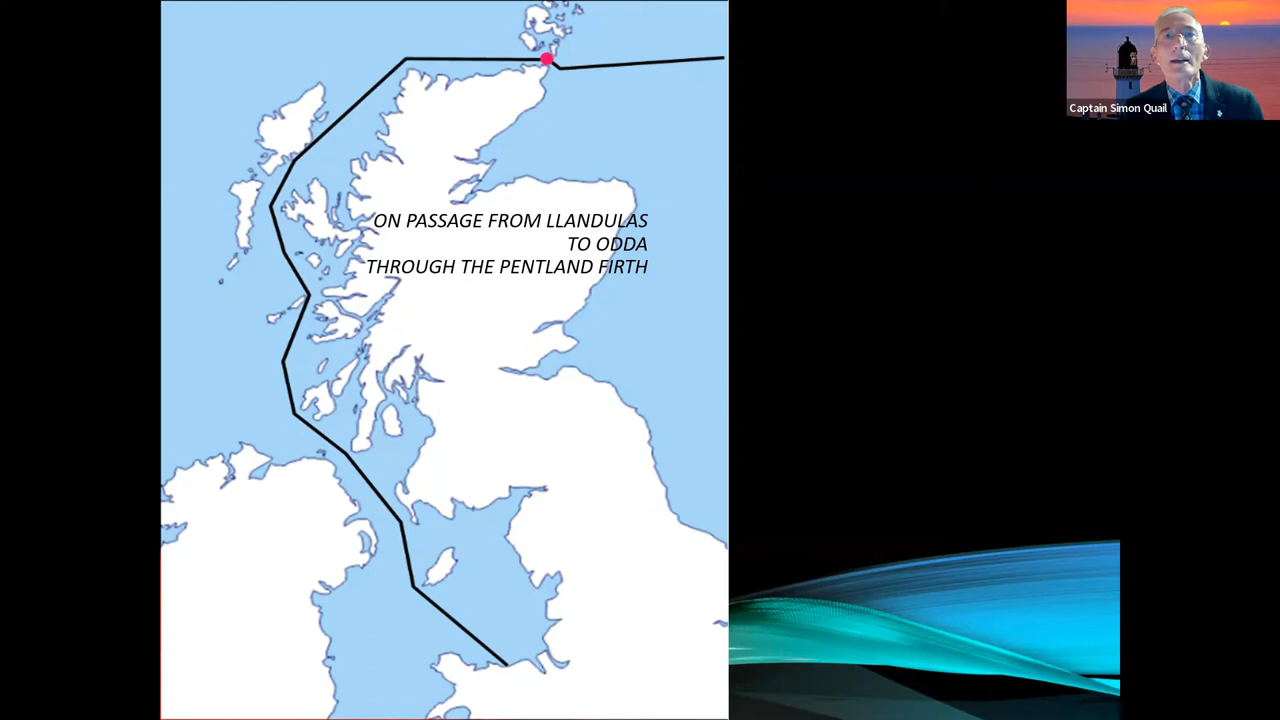 Captain Simon Quail
ON PASSAGE FROM LLANDULAS
TO ODDA
THROUGH THE PENTLAND FIRTH